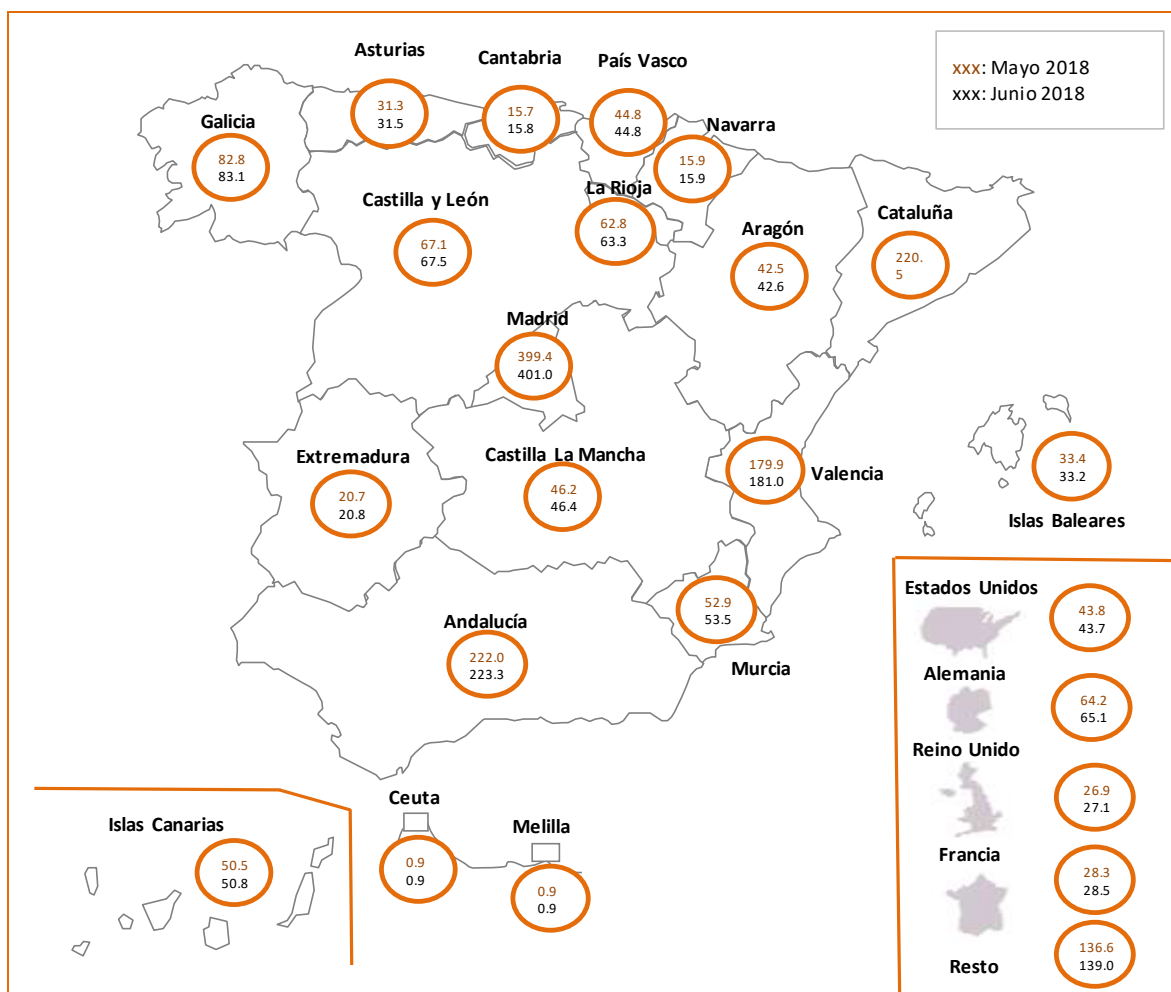 xxx: Mayo 2018
xxx: Junio 2018
Asturias
31.3
31.5
Cantabria
15.7
15.8
País Vasco
44.8
44.8
Navarra
15.9
15.9
Galicia
82.8
83.1
Castilla y León
67.1
67.5
La Rioja
62.8
63.3
Aragón
42.5
42.6
Cataluña
220.
5
Madrid
399.4
401.0
Extremadura
20.7
20.8
Castilla La Mancha
46.2
46.4
179.9
181.0
Valencia
33.4
33.2
Islas Baleares
Andalucía
222.0
223.3
52.9
53.5
Murcia
Estados Unidos
43.8
43.7
Alemania
64.2
65.1
Reino Unido
26.9
27.1
Francia
28.3
28.5
Resto
136.6
139.0
Islas Canarias
50.5
50.8
Ceuta
0.9
0.9
Melilla
0.9
0.9